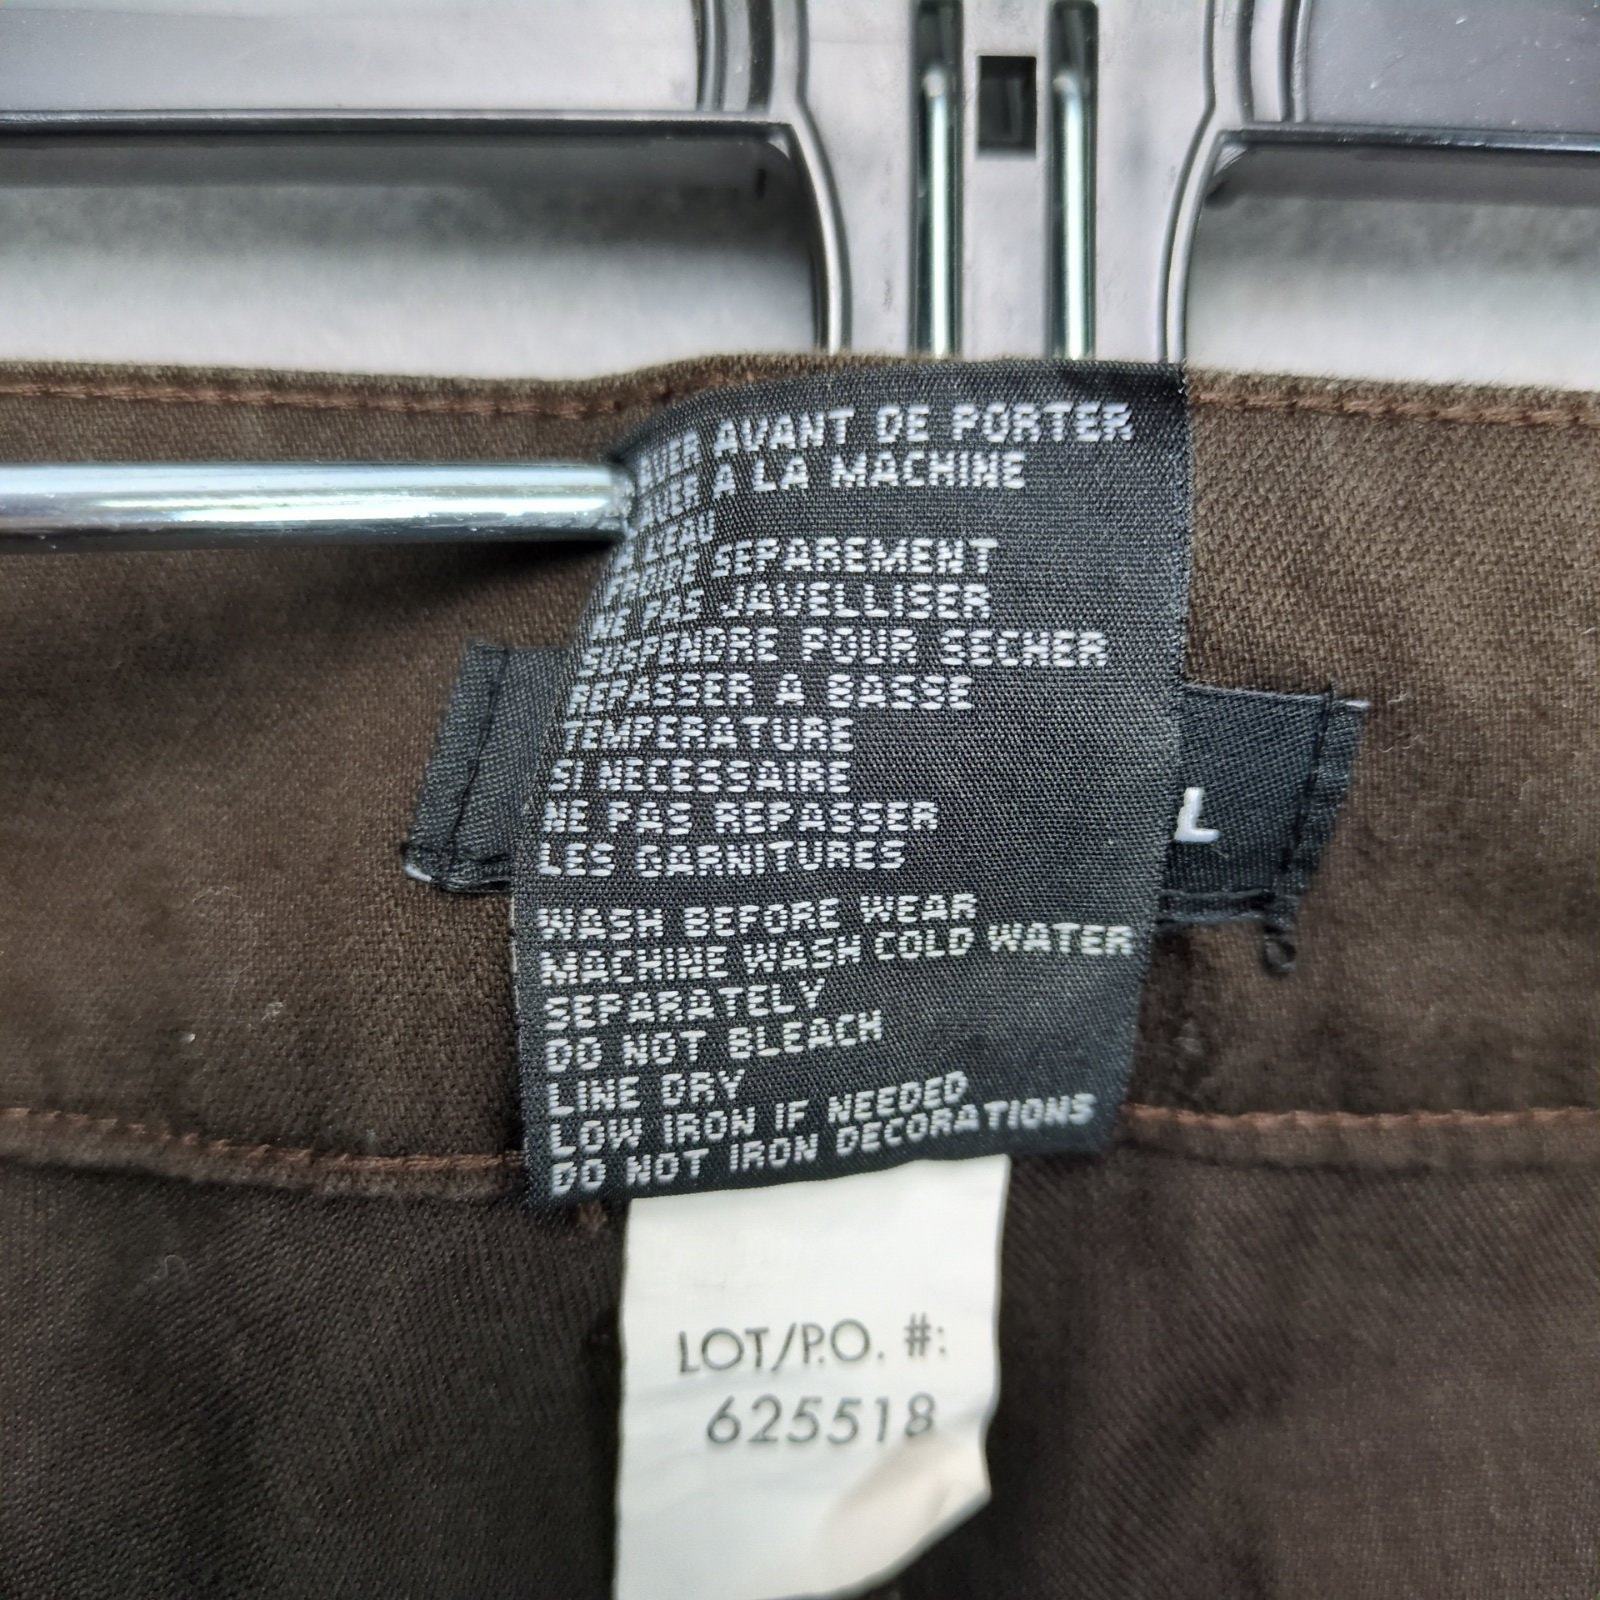 AVANT DE PORTER
A LA MACHINE
L'EAU
SEPAREMENT
NE PAS JAVELLISER
SUSPENDRE POUR SECHER
REPASSER A BASSE
TEMPERATURE
SI NECESSAIRE
NE PAS REPASSER
LES GARNITURES
WASH BEFORE WEAR
MACHINE WASH COLD WATER
SEPARATELY
DO NOT BLEACH
LINE DRY
LOW IRON IF NEEDED
DO NOT IRON DECORATIONS
L
LOT/P.O. #:
625518